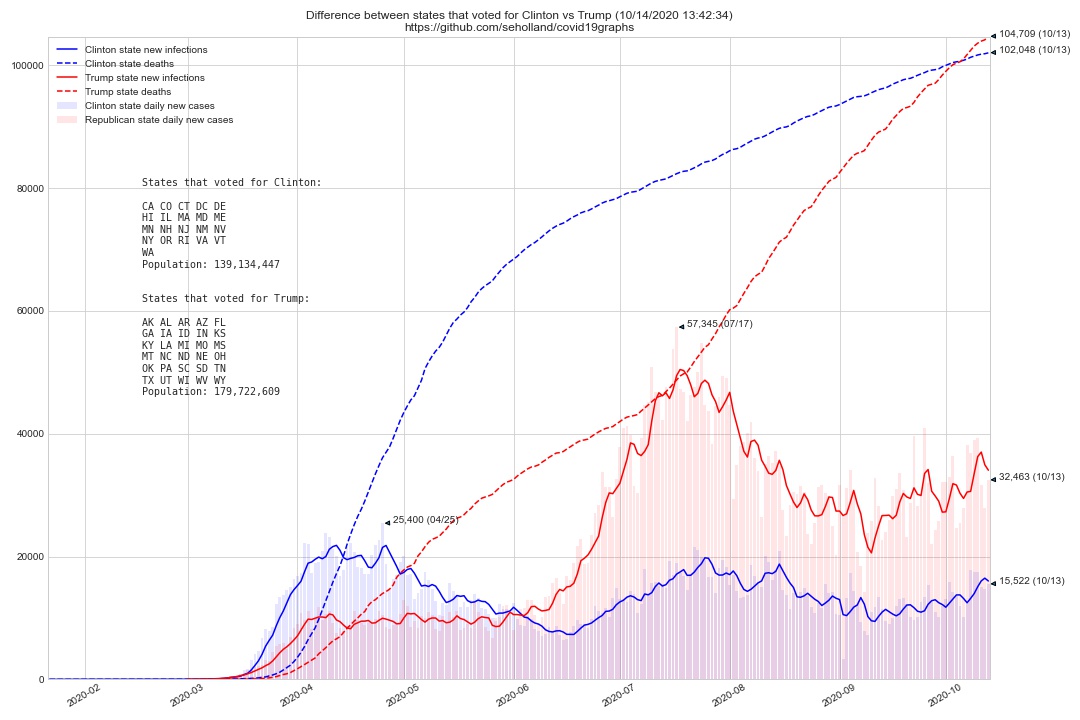 Difference between states that voted for Clinton vs Trump (10/14/2020 13:42:34)
https://github.com/seholland/covid19graphs
Clinton state new infections
Clinton state deaths
Trump state new infections
Trump state deaths
Clinton state daily new cases
Republican state daily new cases
States that voted for Clinton:
CA CO CT DC DE
HI IL MA MD ME
MN NH NJ NM NV
NY OR RI VA VT
WA
Population: 139,134,447
States that voted for Trump:
AK AL AR AZ FL
GA IA ID IN KS
KY LA MI MO MS
MT NC ND NE OH
OK PA SC SD TN
TX UT WI WV WY
Population: 179,722,609
104,709 (10/13)
102,048 (10/13)
57,345 (07/17)
25,400 (04/25)
32,463 (10/13)
15,522 (10/13)
100000
80000
60000
40000
20000
0
2020-02
2020-03
2020-04
2020-05
2020-06
2020-07
2020-08
2020-09
2020-10